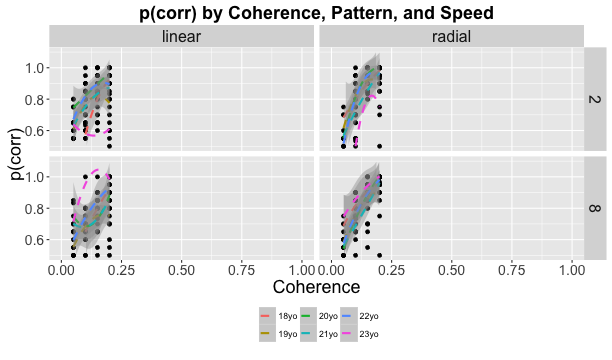 p(corr) by Coherence, Pattern, and Speed
linear radial
1.0
0.8
0.6
2
p(corr)
1.0
0.8
0.6
8
0.00 0.25 0.50 0.75 1.00 0.00 0.25 0.50 0.75 1.00
Coherence
18yo 20yo 22yo
19yo 21yo 23yo